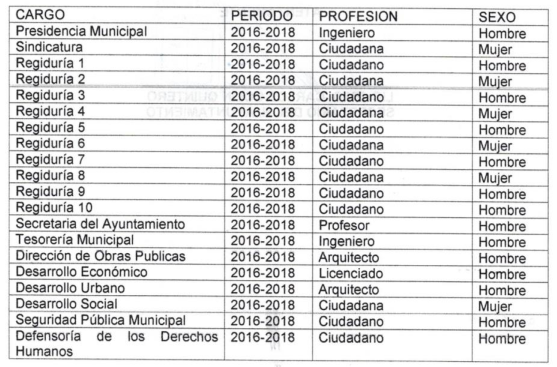 CARGO PERIODO PROFESION SEXO
Presidencia Municipal 2016-2018 Ingeniero Hombre
Sindicatura 2016-2018 Ciudadana Mujer
Regiduría 1 2016-2018 Ciudadano Hombre
Regiduría 2 2016-2018 Ciudadana Mujer
Regiduría 3 2016-2018 Ciudadano Hombre
Regiduría 4 2016-2018 Ciudadana Mujer
Regiduría 5 2016-2018 Ciudadano Hombre
Regiduría 6 2016-2018 Ciudadana Mujer
Regiduría 7 2016-2018 Ciudadano Hombre
Regiduría 8 2016-2018 Ciudadana Mujer
Regiduría 9 2016-2018 Ciudadano Hombre
Regiduría 10 2016-2018 Ciudadano Hombre
Secretaria del Ayuntamiento 2016-2018 Profesor Hombre
Tesorería Municipal 2016-2018 Ingeniero Hombre
Dirección de Obras Publicas 2016-2018 Arquitecto Hombre
Desarrollo Económico 2016-2018 Licenciado Hombre
Desarrollo Urbano 2016-2018 Arquitecto Hombre
Desarrollo Social 2016-2018 Ciudadana Mujer
Seguridad Pública Municipal 2016-2018 Ciudadano Hombre
Defensoría de los Derechos 2016-2018 Ciudadano Hombre
Humanos